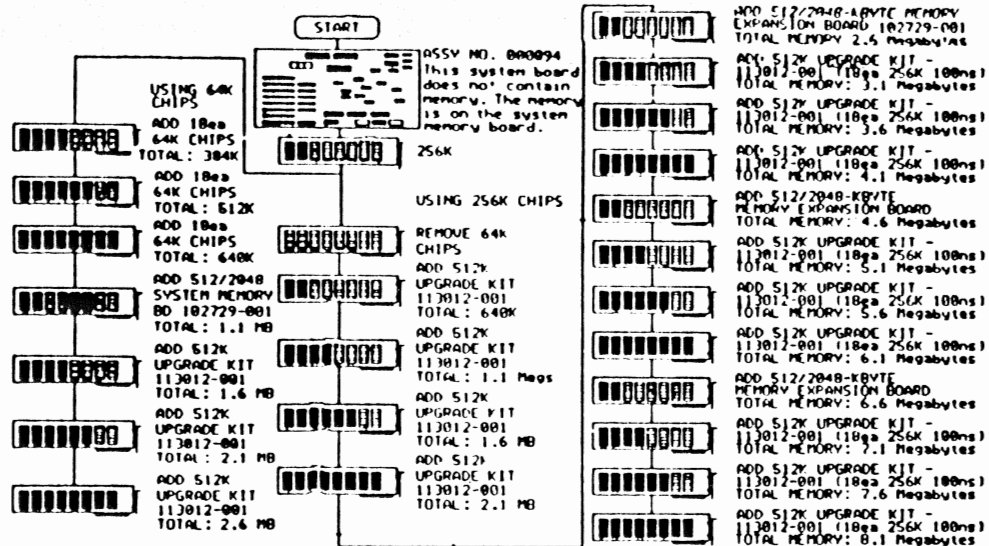 START
ASSY NO. 000094
This system board
does not contain
memory. The memory
is on the system
memory board.
256K
USING 64K
CHIPS
ADD 18ea
64K CHIPS
TOTAL: 384K
ADD 18ea
64K CHIPS
TOTAL: 512K
ADD 18ea
64K CHIPS
TOTAL: 640K
ADD 512/2048
SYSTEM MEMORY
BD 102729-001
TOTAL: 1.1 MB
ADD 512K
UPGRADE KIT
113012-001
TOTAL: 1.6 MB
ADD 512K
UPGRADE KIT
113012-001
TOTAL: 2.1 MB
ADD 512K
UPGRADE KIT
113012-001
TOTAL: 2.6 MB
USING 256K CHIPS
REMOVE 64K
CHIPS
ADD 512K
UPGRADE KIT
113012-001
TOTAL: 640K
ADD 512K
UPGRADE KIT
113012-001
TOTAL: 1.1 Megs
ADD 512K
UPGRADE KIT
113012-001
TOTAL: 1.6 MB
ADD 512K
UPGRADE KIT
113012-001
TOTAL: 2.1 MB
ADD 512/2048-KBYTE MEMORY
EXPANSION BOARD 102729-001
TOTAL MEMORY 2.6 Megabytes
ADD 512K UPGRADE KIT -
113012-001 (18ea 256K 100ns)
TOTAL MEMORY: 3.1 Megabytes
ADD 512K UPGRADE KIT -
113012-001 (18ea 256K 100ns)
TOTAL MEMORY: 3.6 Megabytes
ADD 512K UPGRADE KIT -
113012-001 (18ea 256K 100ns)
TOTAL MEMORY: 4.1 Megabytes
ADD 512/2048-KBYTE
MEMORY EXPANSION BOARD
TOTAL MEMORY: 4.6 Megabytes
ADD 512K UPGRADE KIT -
113012-001 (18ea 256K 100ns)
TOTAL MEMORY: 5.1 Megabytes
ADD 512K UPGRADE KIT -
113012-001 (18ea 256K 100ns)
TOTAL MEMORY: 5.6 Megabytes
ADD 512K UPGRADE KIT -
113012-001 (18ea 256K 100ns)
TOTAL MEMORY: 6.1 Megabytes
ADD 512/2048-KBYTE
MEMORY EXPANSION BOARD
TOTAL MEMORY: 6.6 Megabytes
ADD 512K UPGRADE KIT -
113012-001 (18ea 256K 100ns)
TOTAL MEMORY: 7.1 Megabytes
ADD 512K UPGRADE KIT -
113012-001 (18ea 256K 100ns)
TOTAL MEMORY: 7.6 Megabytes
ADD 512K UPGRADE KIT -
113012-001 (18ea 256K 100ns)
TOTAL MEMORY: 8.1 Megabytes